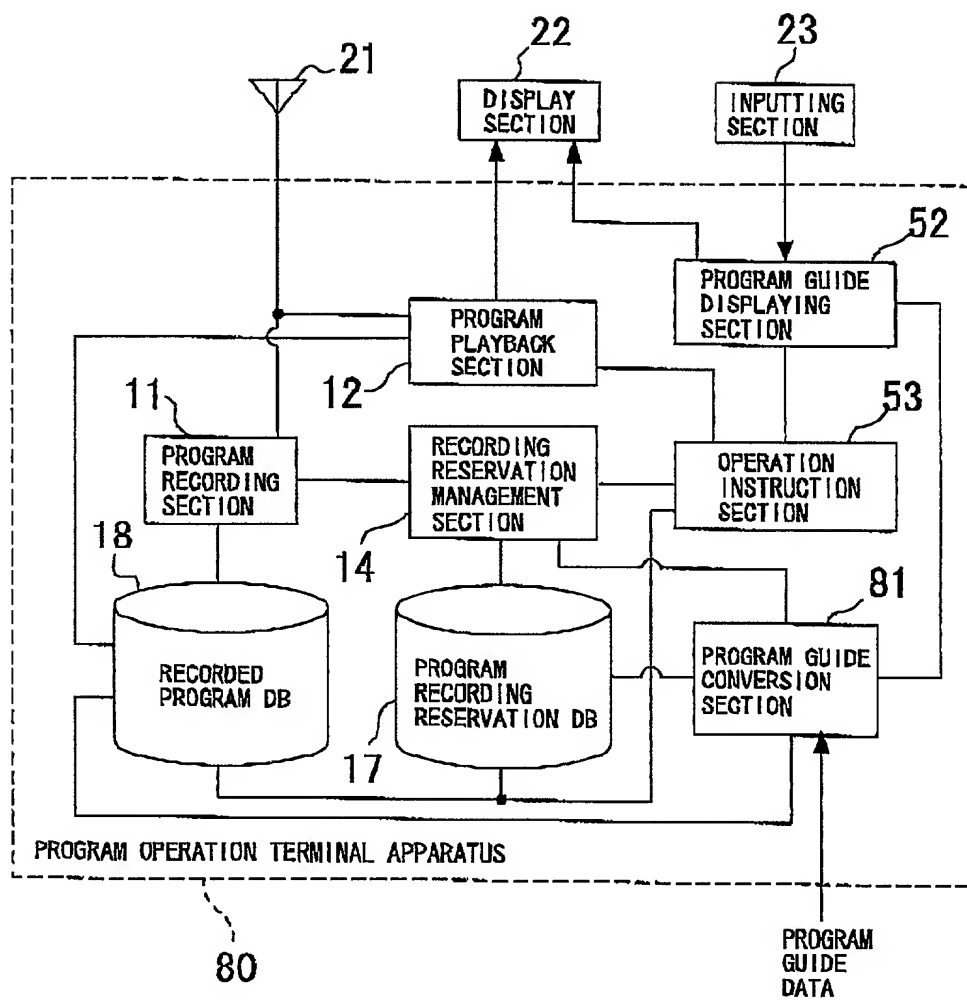 21
22
23
DISPLAY
SECTION
INPUTTING
SECTION
52
PROGRAM GUIDE
DISPLAYING
SECTION
PROGRAM
PLAYBACK
SECTION
12
11
53
PROGRAM
RECORDING
SECTION
RECORDING
RESERVATION
MANAGEMENT
SECTION
OPERATION
INSTRUCTION
SECTION
18
14
81
RECORDED
PROGRAM DB
PROGRAM
RECORDING
RESERVATION DB
PROGRAM GUIDE
CONVERSION
SECTION
17
PROGRAM OPERATION TERMINAL APPARATUS
80
PROGRAM
GUIDE
DATA